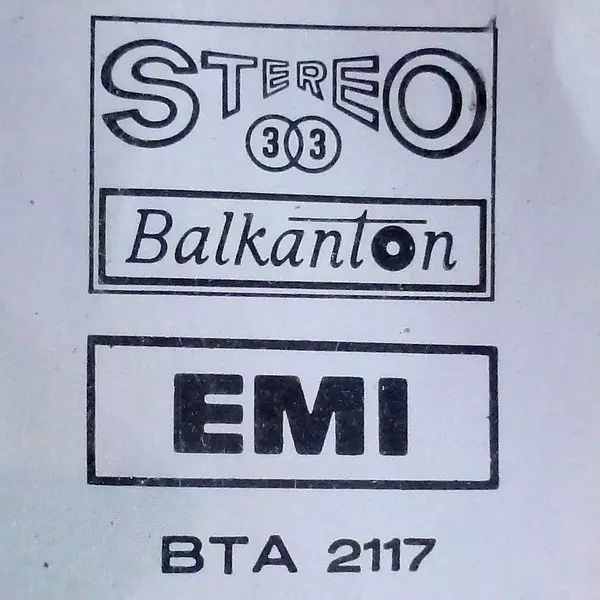 STEREO
33
Balkanton
EMI
BTA 2117